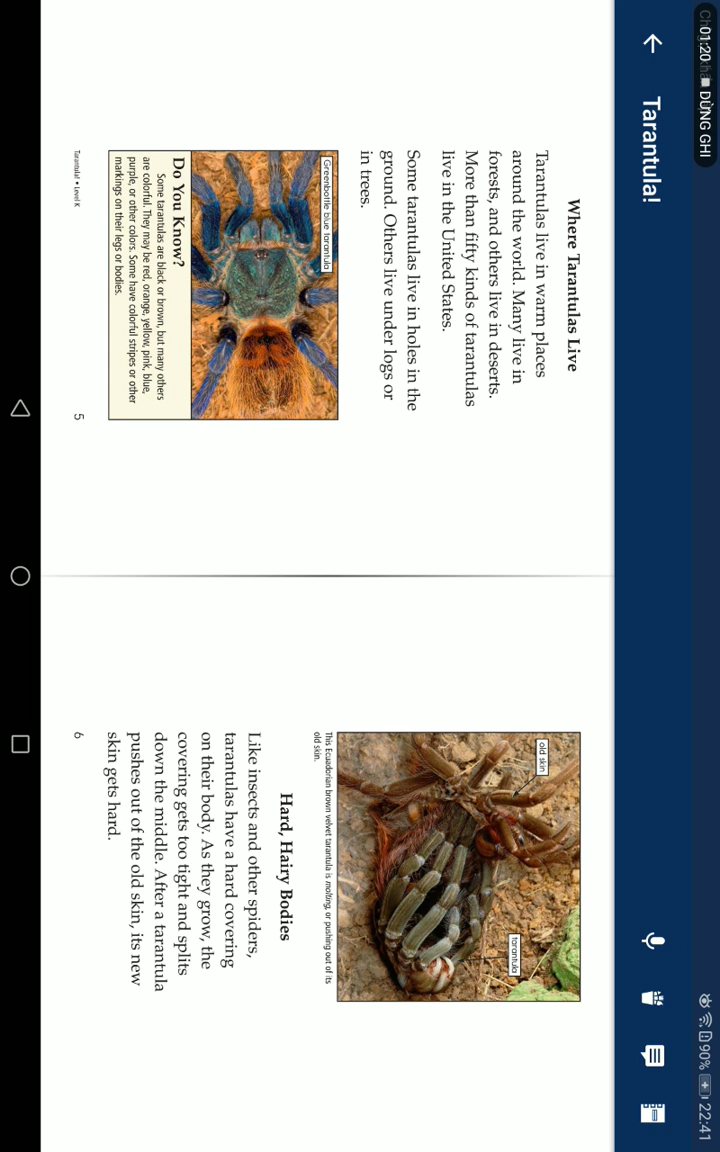 01:20 ■ DỪNG GHI
90% 22:41
Tarantula!
Where Tarantulas Live
Tarantulas live in warm places
around the world. Many live in
forests, and others live in deserts.
More than fifty kinds of tarantulas
live in the United States.
Some tarantulas live in holes in the
ground. Others live under logs or
in trees.
Greenbottle blue tarantula
Do You Know?
Some tarantulas are black or brown, but many others
are colorful. They may be red, orange, yellow, pink, blue,
purple, or other colors. Some have colorful stripes or other
markings on their legs or bodies.
Tarantula! • Level K
5
old skin
tarantula
This Ecuadorian brown velvet tarantula is molting, or pushing out of its
old skin.
Hard, Hairy Bodies
Like insects and other spiders,
tarantulas have a hard covering
on their body. As they grow, the
covering gets too tight and splits
down the middle. After a tarantula
pushes out of the old skin, its new
skin gets hard.
6